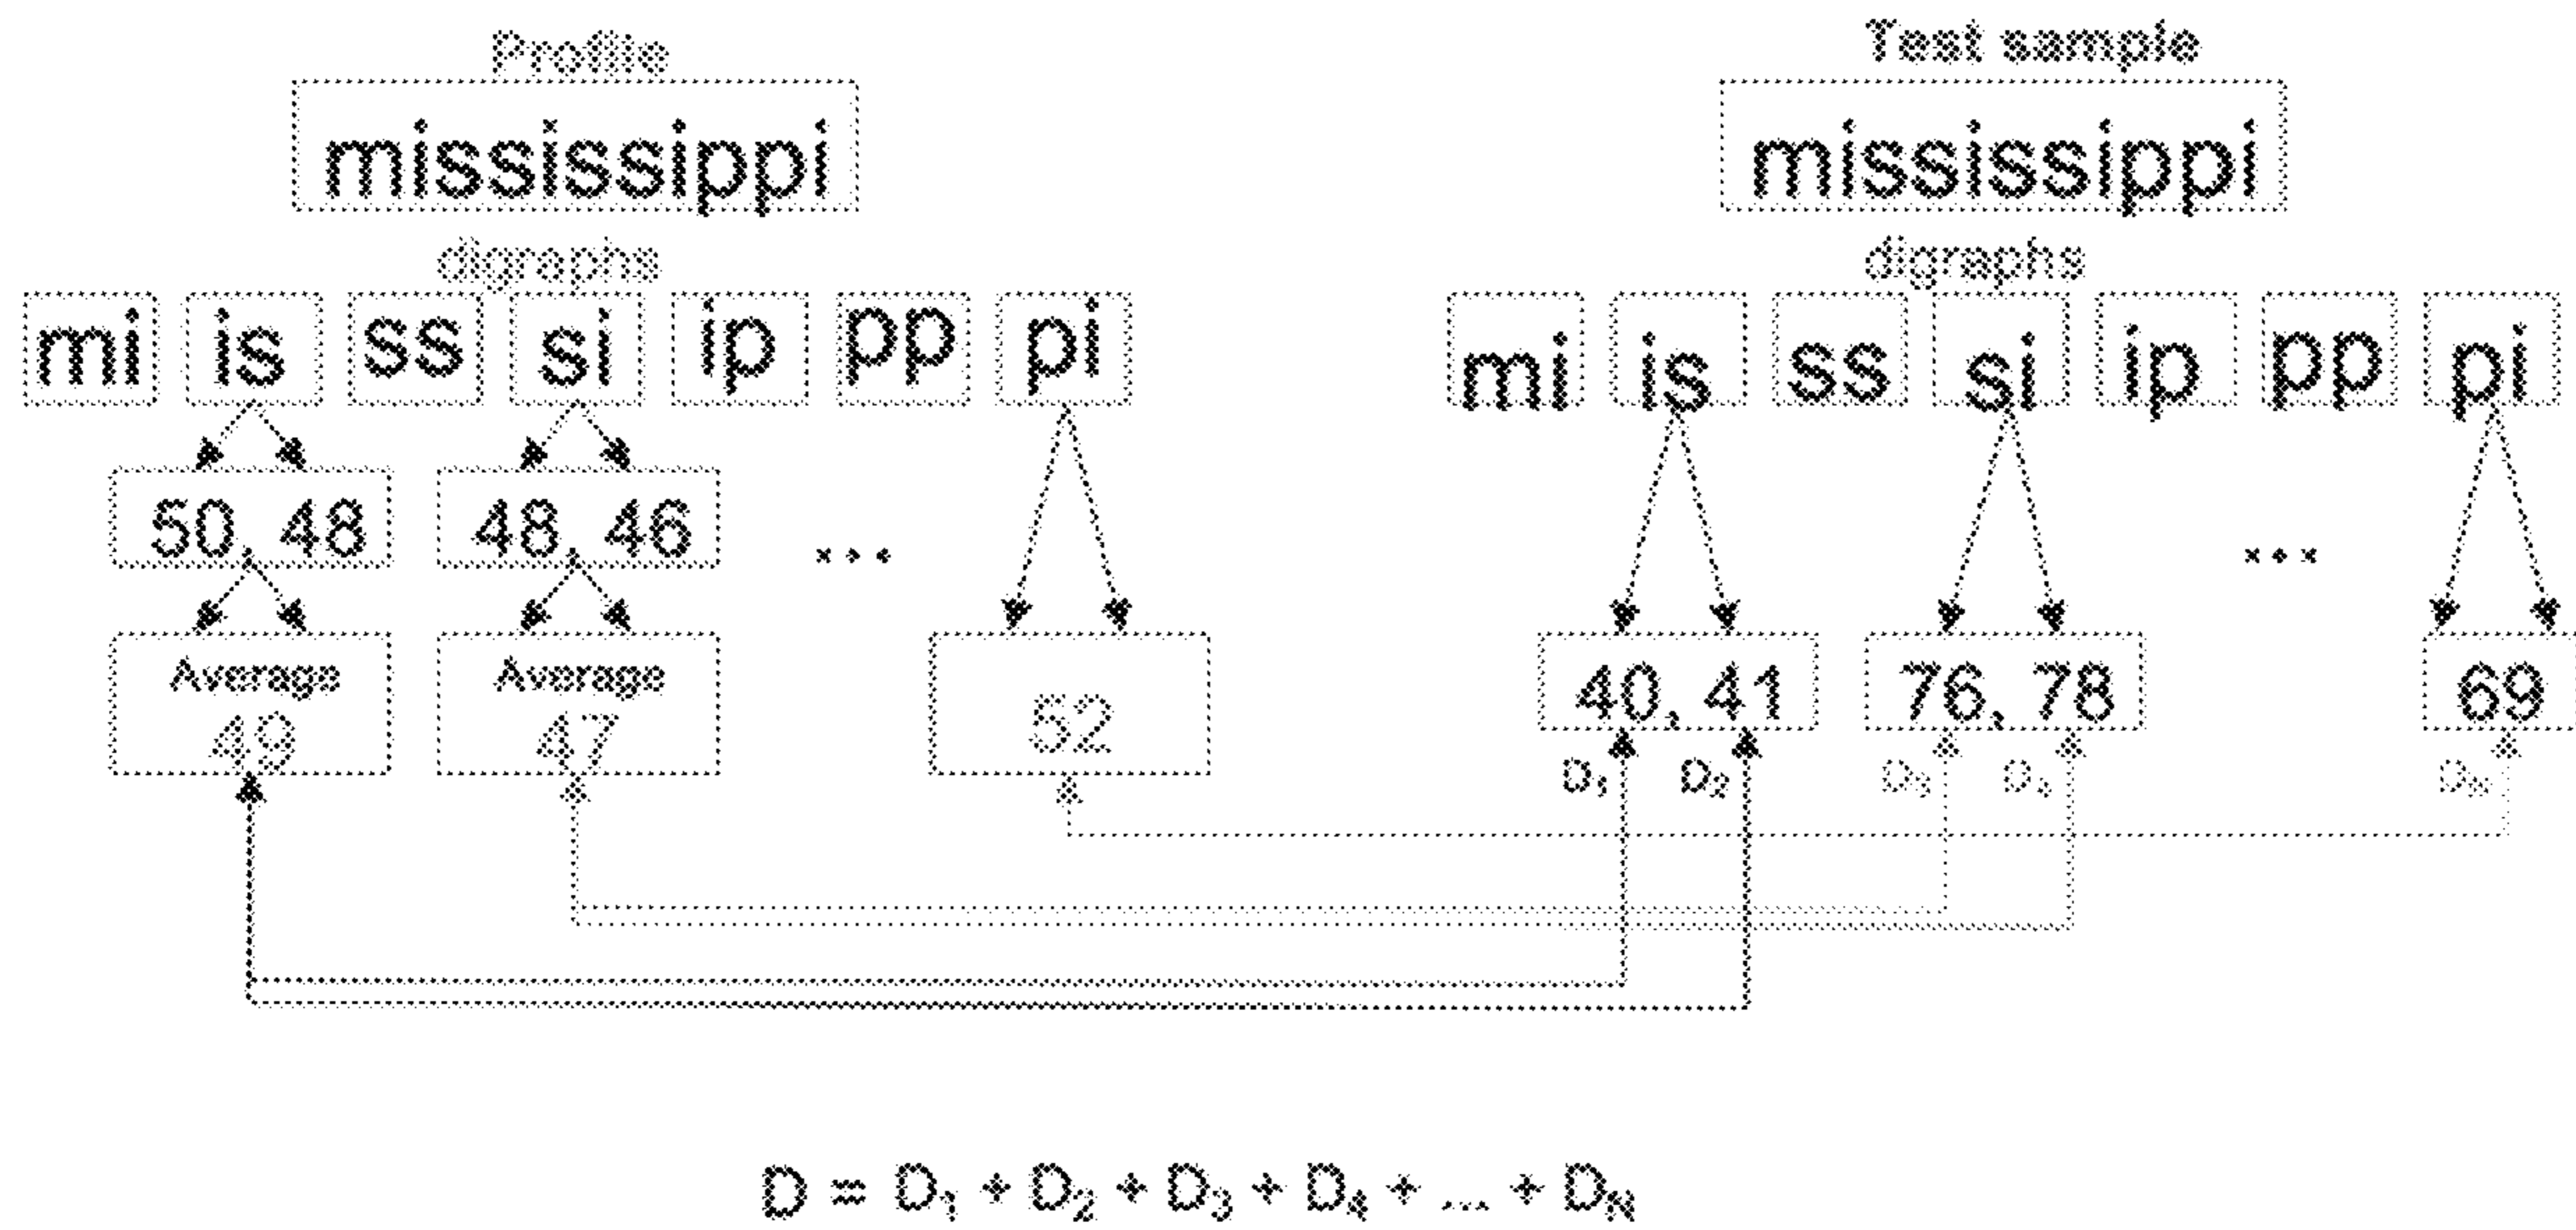 Profile
mississippi
digraphs
mi is ss si ip pp pi
50, 48
48, 46
...
Average
49
Average
47
52
Test sample
mississippi
digraphs
mi is ss si ip pp pi
40, 41
76, 78
...
69
D₁ D₂ D₃ D₄ D_N
D = D₁ + D₂ + D₃ + D₄ + ... + D_N